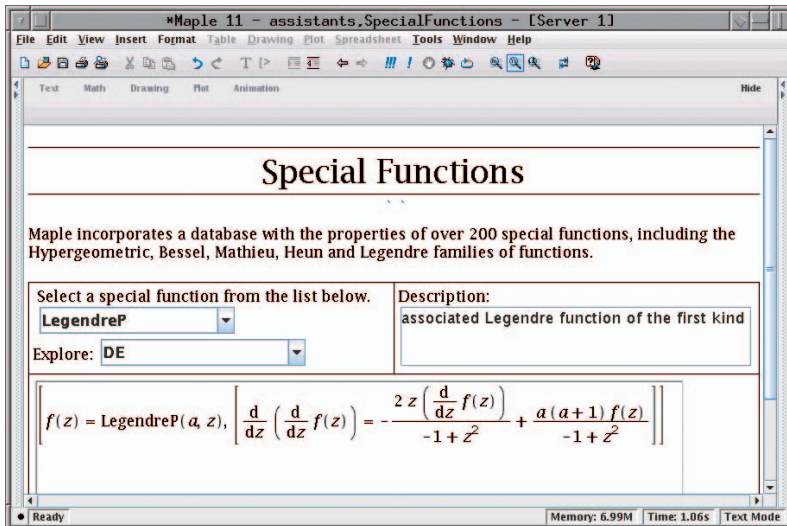 *Maple 11 - assistants,SpecialFunctions - [Server 1]
File Edit View Insert Format Table Drawing Plot Spreadsheet Tools Window Help
Text Math Drawing Plot Animation Hide
Special Functions
Maple incorporates a database with the properties of over 200 special functions, including the
Hypergeometric, Bessel, Mathieu, Heun and Legendre families of functions.
Select a special function from the list below.
LegendreP
Explore: DE
Description:
associated Legendre function of the first kind
[f(z) = LegendreP(a, z), [d/dz (d/dz f(z)) = - 2 z (d/dz f(z)) / (-1 + z^2) + a (a+1) f(z) / (-1 + z^2)]]
Ready Memory: 6.99M Time: 1.06s Text Mode